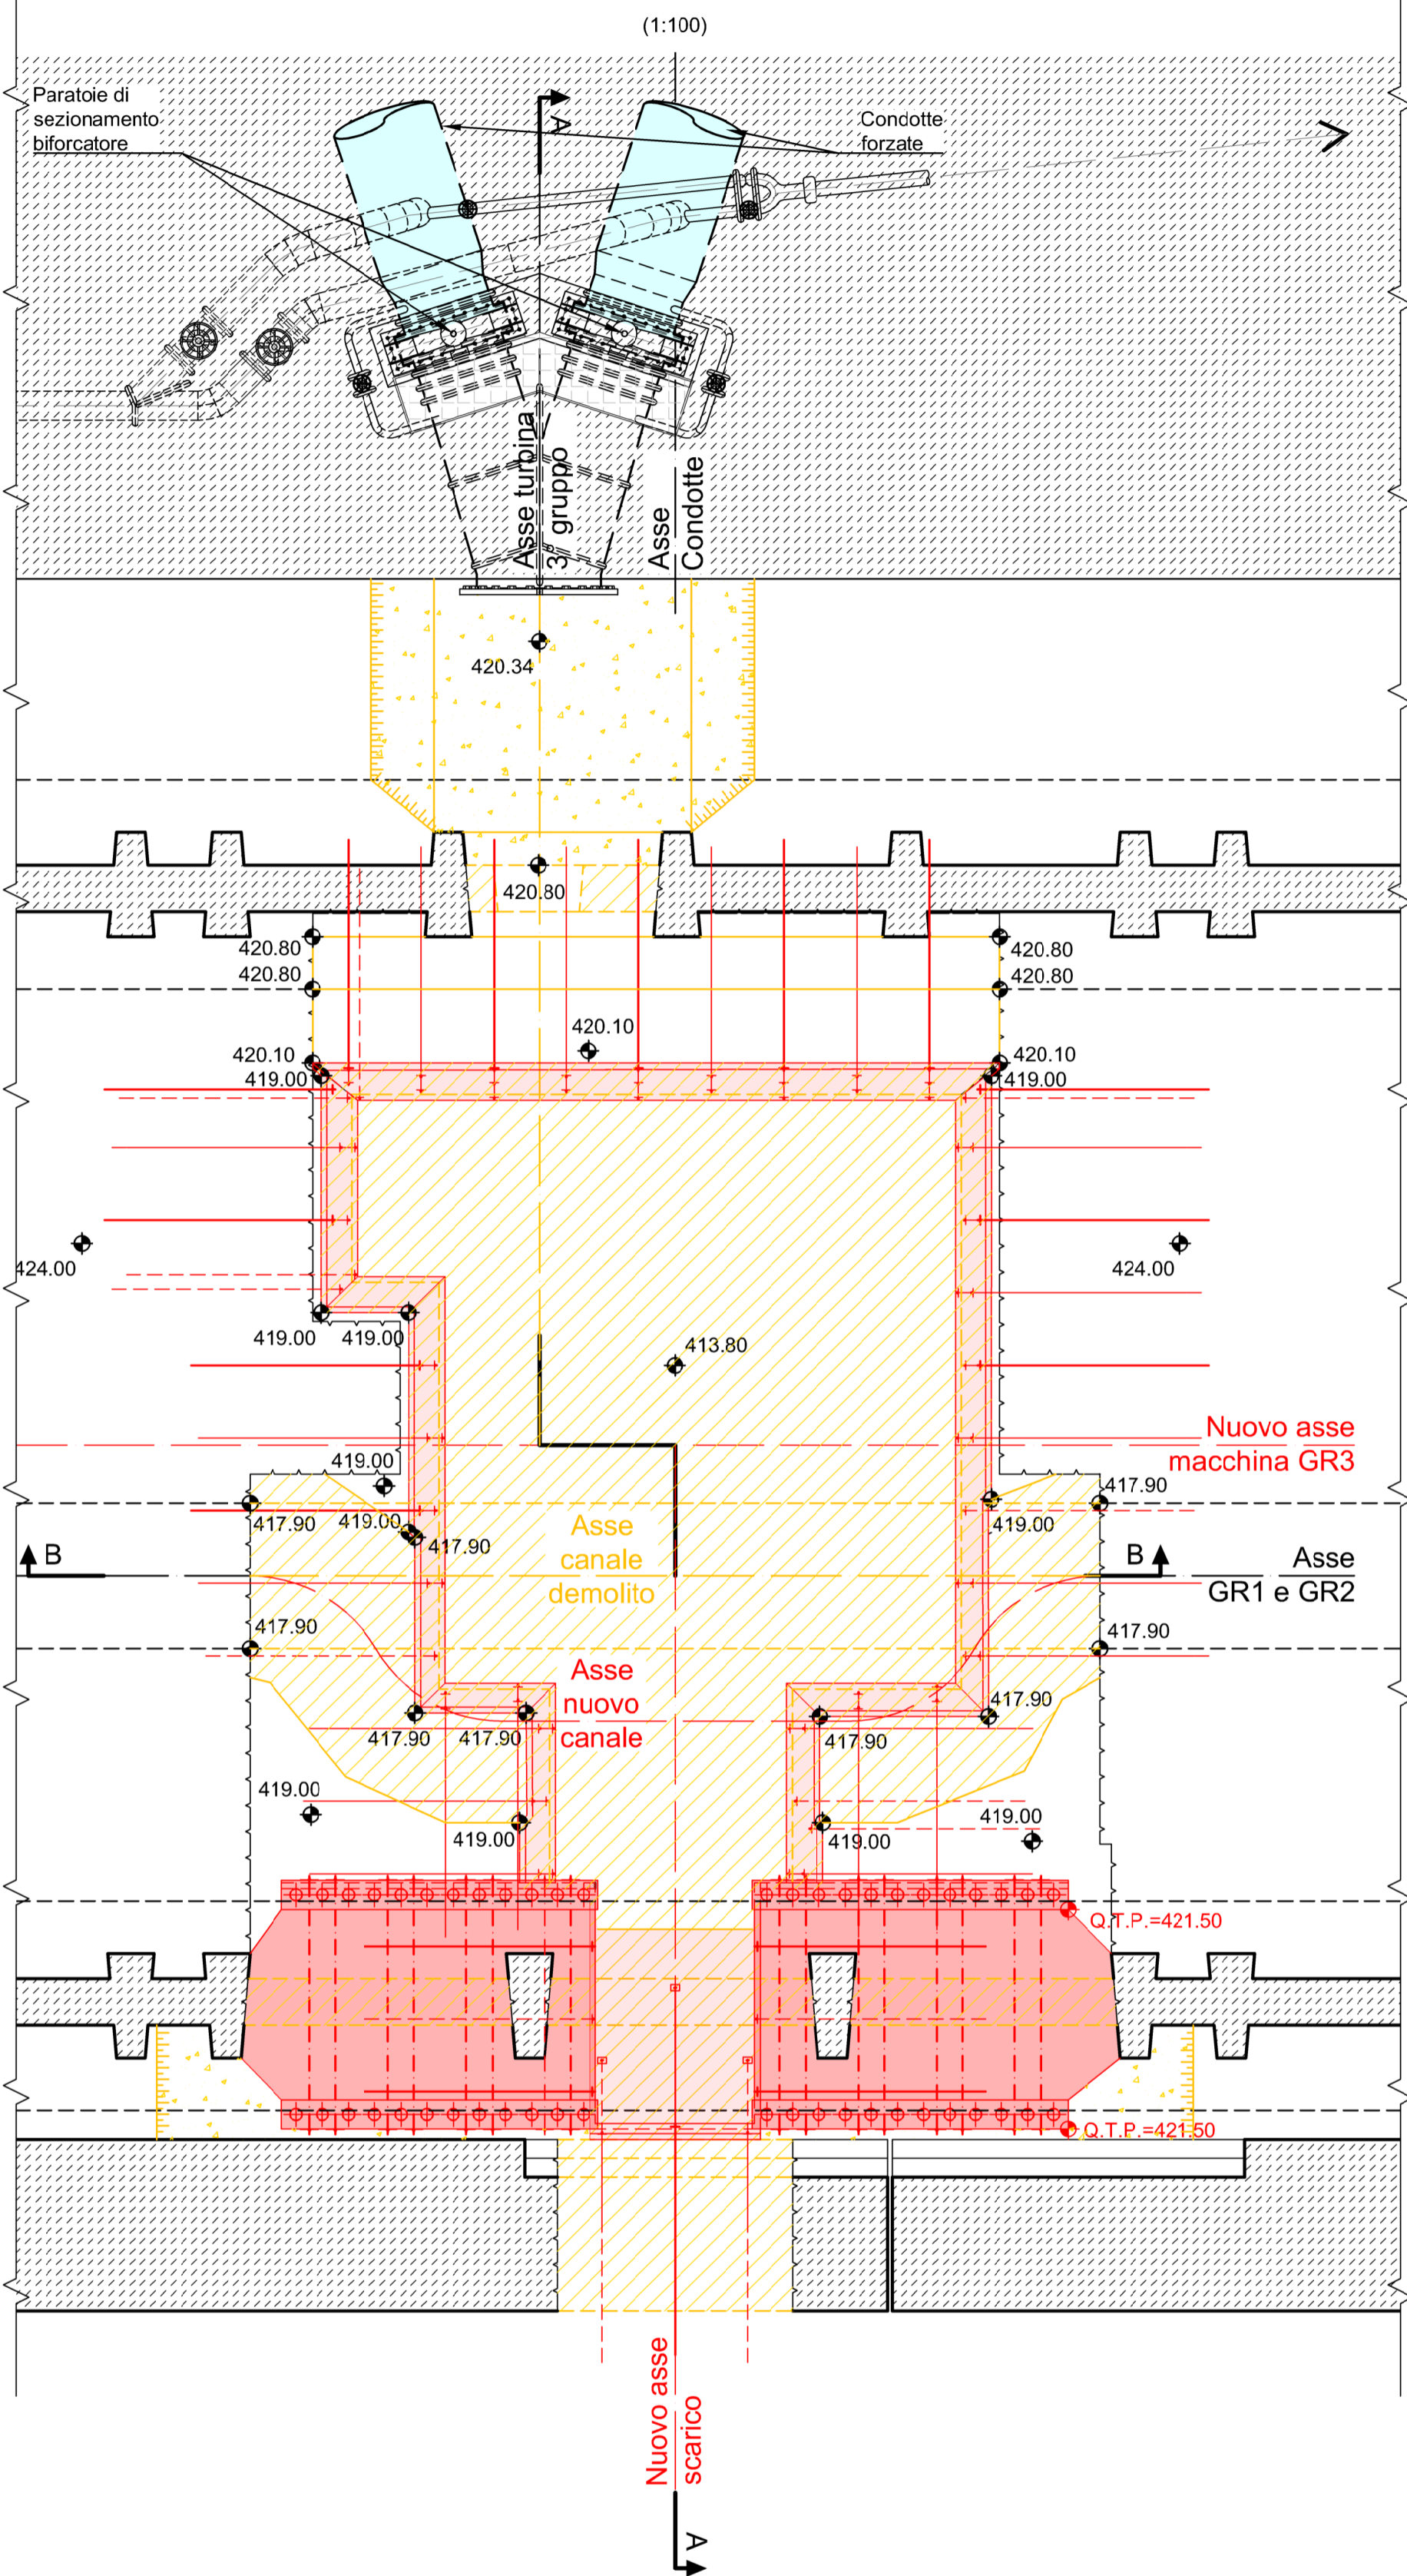 (1:100)
Paratoie di
sezionamento
biforcatore
A
Condotte
forzate
Asse turbina
3° gruppo
Asse
Condotte
420.34
420.80
420.80
420.80
420.80
420.80
420.10
420.10
420.10
419.00
419.00
424.00
424.00
419.00
419.00
413.80
Nuovo asse
macchina GR3
419.00
417.90
417.90
419.00
419.00
417.90
Asse
canale
demolito
B
B
Asse
GR1 e GR2
417.90
417.90
Asse
nuovo
canale
417.90
417.90
417.90
417.90
419.00
419.00
419.00
419.00
Q.T.P.=421.50
Q.T.P.=421.50
Nuovo asse
scarico
A